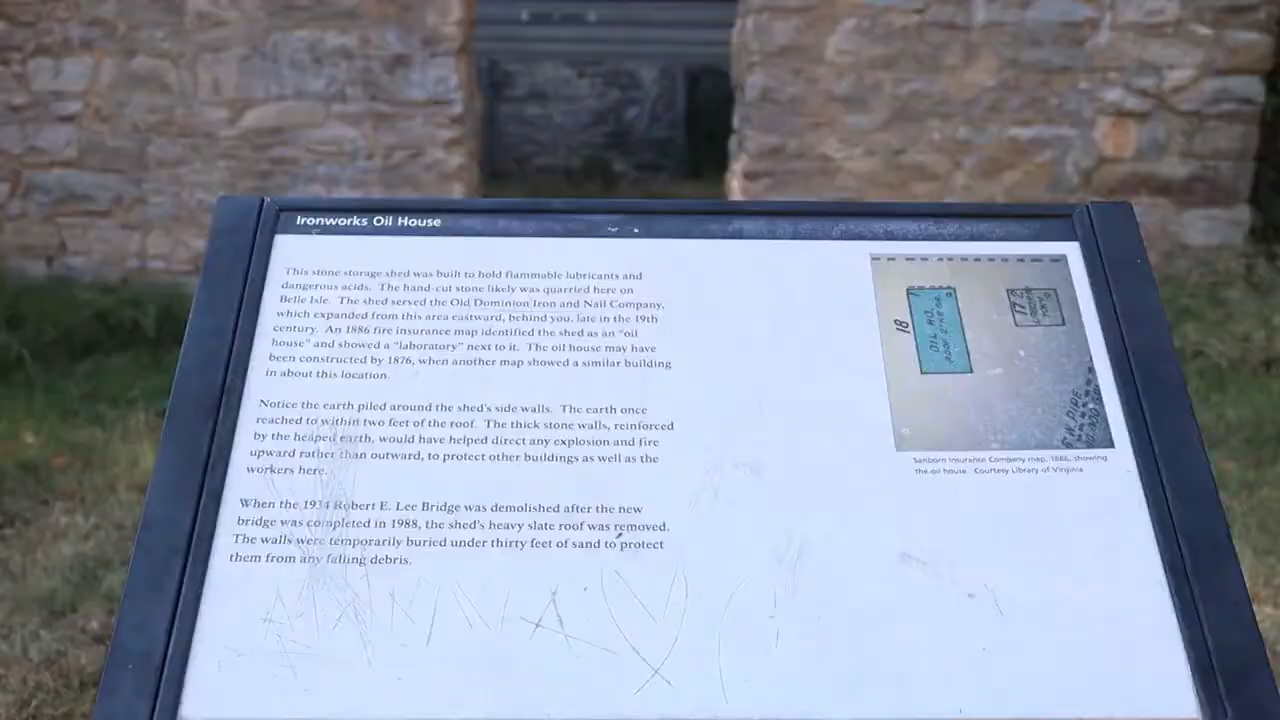 Ironworks Oil House
This stone storage shed was built to hold flammable lubricants and
dangerous acids. The hand-cut stone likely was quarried here on
Belle Isle. The shed served the Old Dominion Iron and Nail Company,
which expanded from this area eastward, behind you, late in the 19th
century. An 1886 fire insurance map identified the shed as an "oil
house" and showed a "laboratory" next to it. The oil house may have
been constructed by 1876, when another map showed a similar building
in about this location.
Notice the earth piled around the shed's side walls. The earth once
reached to within two feet of the roof. The thick stone walls, reinforced
by the heaped earth, would have helped direct any explosion and fire
upward rather than outward, to protect other buildings as well as the
workers here.
When the 1934 Robert E. Lee Bridge was demolished after the new
bridge was completed in 1988, the shed's heavy slate roof was removed.
The walls were temporarily buried under thirty feet of sand to protect
them from any falling debris.
18
OIL HO.
17½
6" W. PIPE
Sanborn Insurance Company map, 1886, showing
the oil house. Courtesy Library of Virginia